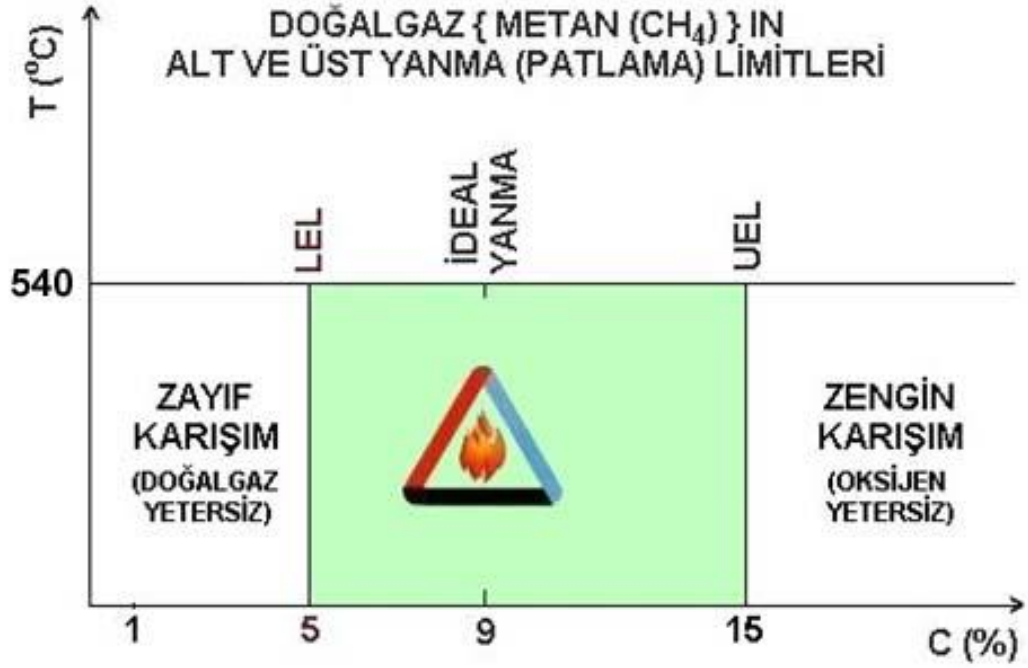 DOĞALGAZ { METAN (CH₄) } IN
ALT VE ÜST YANMA (PATLAMA) LİMİTLERİ
T (⁰C)
LEL
İDEAL
YANMA
UEL
540
ZAYIF
KARIŞIM
(DOĞALGAZ
YETERSİZ)
ZENGİN
KARIŞIM
(OKSİJEN
YETERSİZ)
1
5
9
15
C (%)